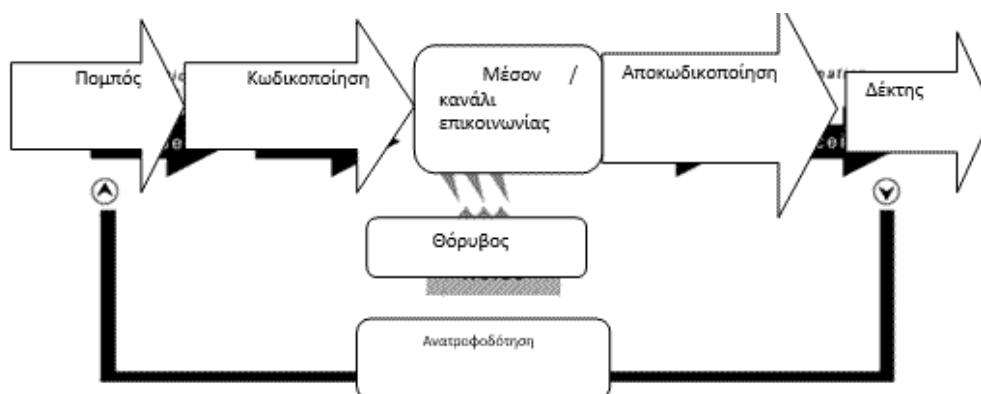 Πομπός
Κωδικοποίηση
Μέσον /
κανάλι
επικοινωνίας
Αποκωδικοποίηση
Δέκτης
Θόρυβος
Ανατροφοδότηση